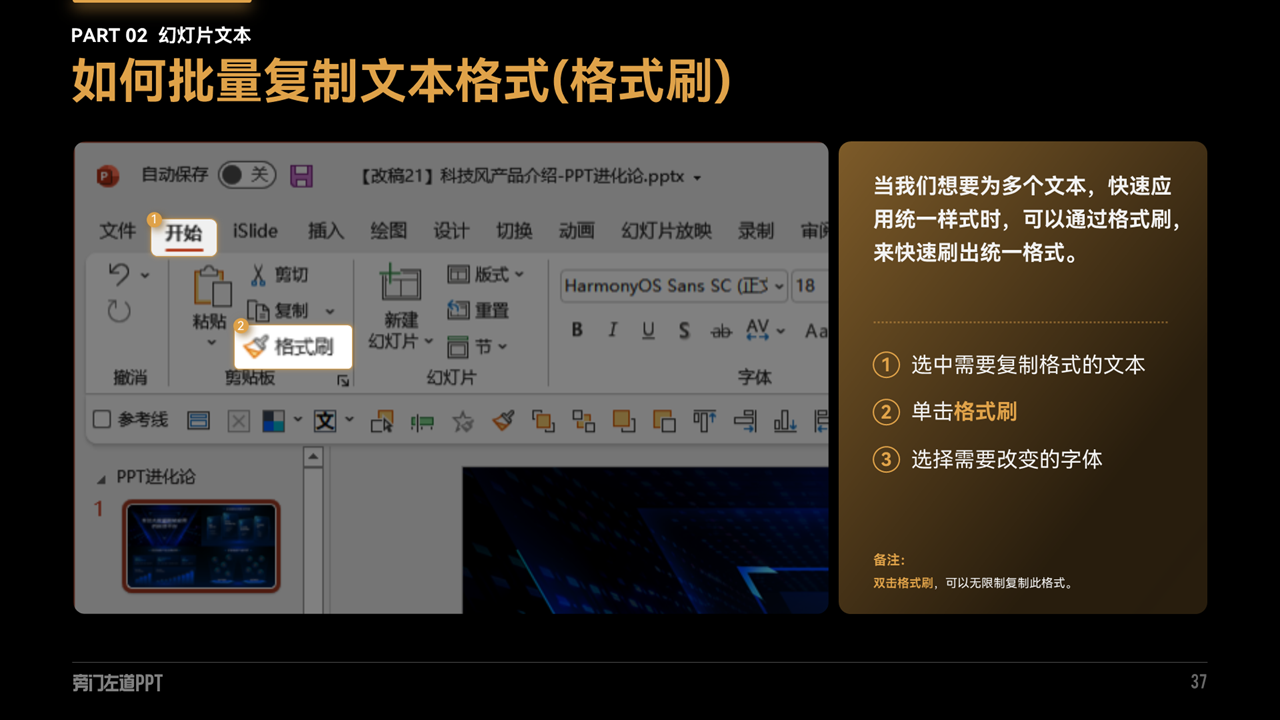 PART 02 幻灯片文本
如何批量复制文本格式(格式刷)
自动保存 关 【改稿21】科技风产品介绍-PPT进化论.pptx
文件 1 开始 iSlide 插入 绘图 设计 切换 动画 幻灯片放映 录制 审阅
粘贴 剪切 复制 2 格式刷
新建幻灯片 版式 重置 节
HarmonyOS Sans SC (正文 18
B I U S ab AV Aa
撤消 剪贴板 幻灯片 字体
参考线 文
PPT进化论
1
当我们想要为多个文本，快速应
用统一样式时，可以通过格式刷，
来快速刷出统一格式。
1 选中需要复制格式的文本
2 单击格式刷
3 选择需要改变的字体
备注：
双击格式刷，可以无限制复制此格式。
旁门左道PPT
37